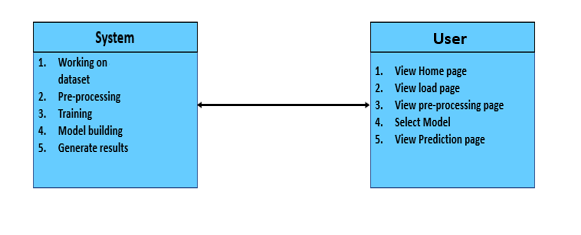 System
1. Working on
dataset
2. Pre-processing
3. Training
4. Model building
5. Generate results
User
1. View Home page
2. View load page
3. View pre-processing page
4. Select Model
5. View Prediction page